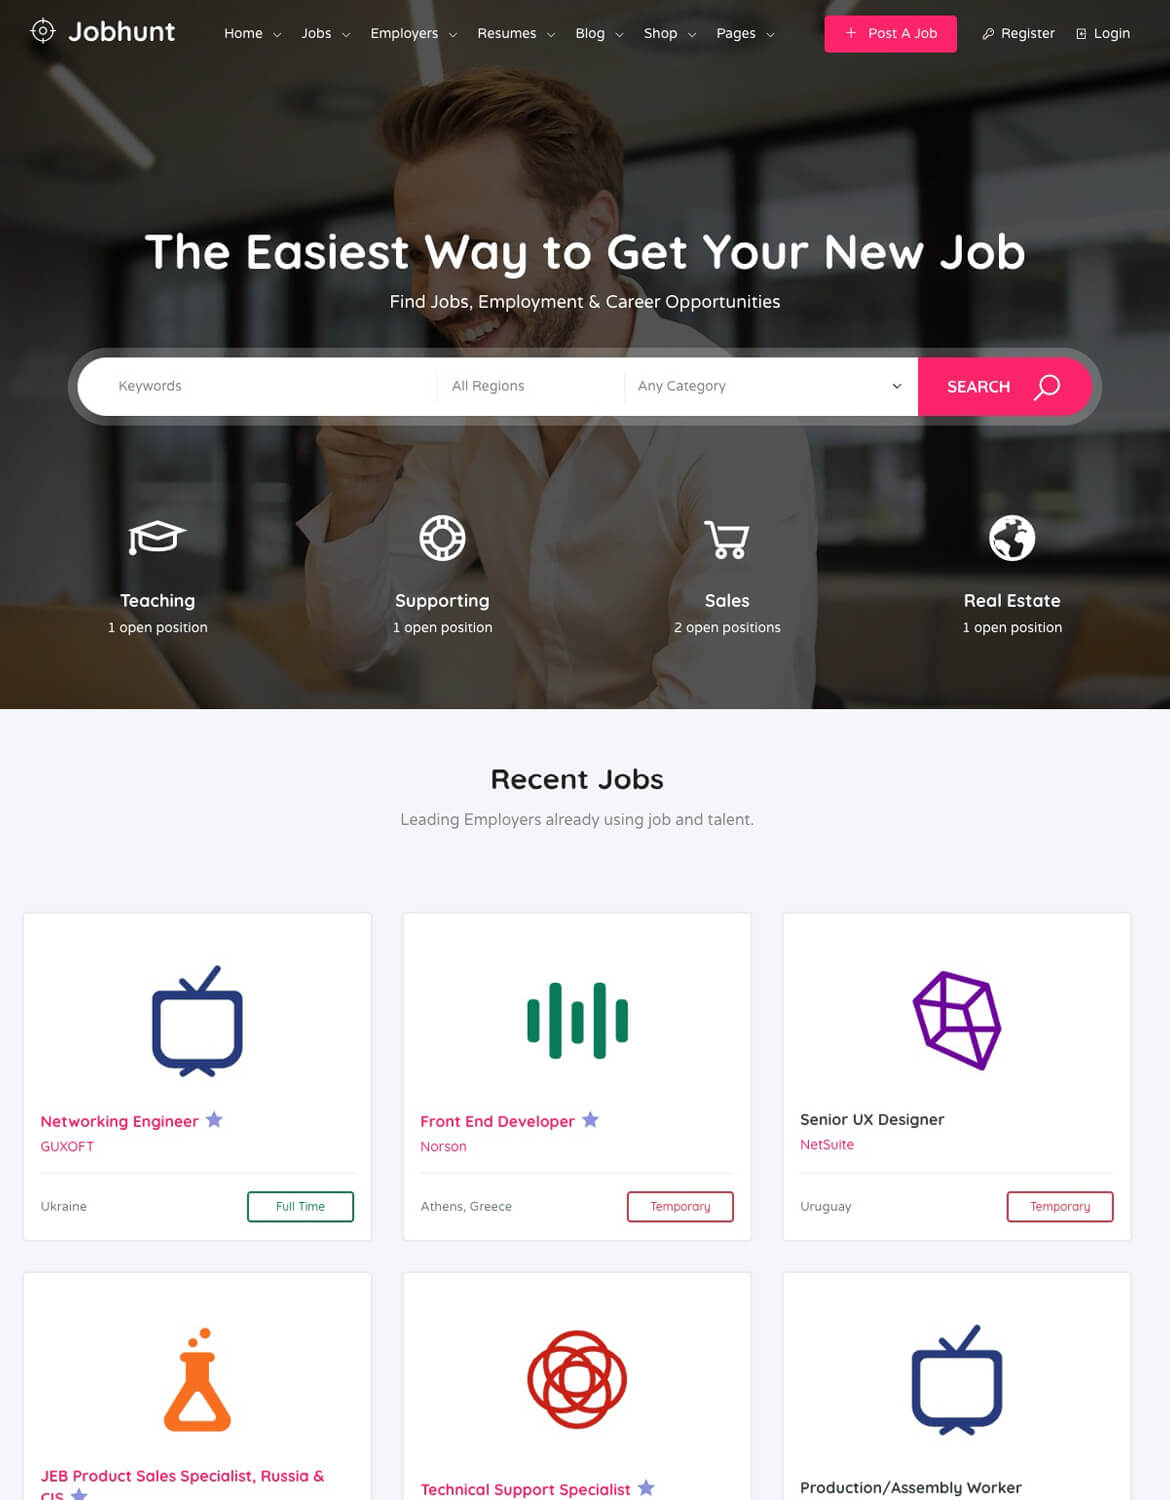 Jobhunt Home Jobs Employers Resumes Blog Shop Pages + Post A Job Register Login
The Easiest Way to Get Your New Job
Find Jobs, Employment & Career Opportunities
Keywords All Regions Any Category SEARCH
Teaching Supporting Sales Real Estate
1 open position 1 open position 2 open positions 1 open position
Recent Jobs
Leading Employers already using job and talent.
Networking Engineer
GUXOFT
Ukraine Full Time
Front End Developer
Norson
Athens, Greece Temporary
Senior UX Designer
NetSuite
Uruguay Temporary
JEB Product Sales Specialist, Russia &
CIS
Technical Support Specialist
Production/Assembly Worker